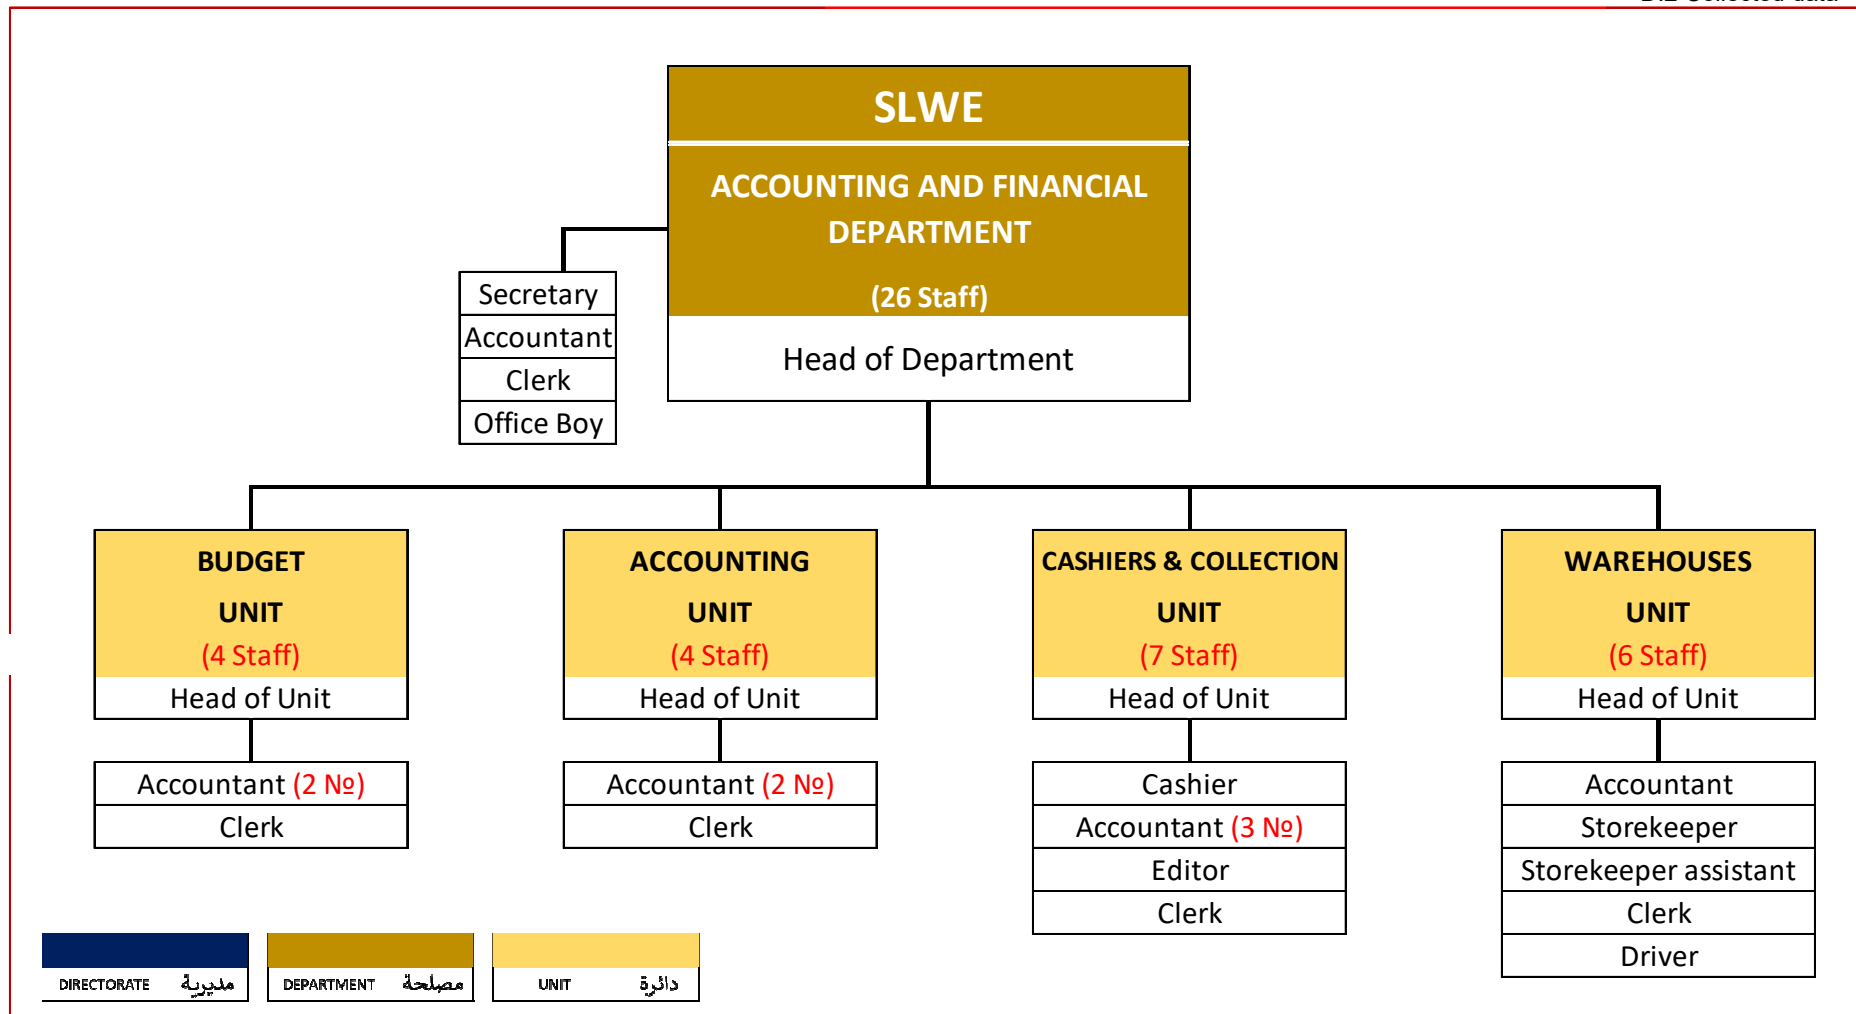 SLWE
ACCOUNTING AND FINANCIAL
DEPARTMENT
(26 Staff)
Head of Department
Secretary
Accountant
Clerk
Office Boy
BUDGET
UNIT
(4 Staff)
Head of Unit
Accountant (2 №)
Clerk
ACCOUNTING
UNIT
(4 Staff)
Head of Unit
Accountant (2 №)
Clerk
CASHIERS & COLLECTION
UNIT
(7 Staff)
Head of Unit
Cashier
Accountant (3 №)
Editor
Clerk
WAREHOUSES
UNIT
(6 Staff)
Head of Unit
Accountant
Storekeeper
Storekeeper assistant
Clerk
Driver
DIRECTORATE مديرية
DEPARTMENT مصلحة
UNIT دائرة